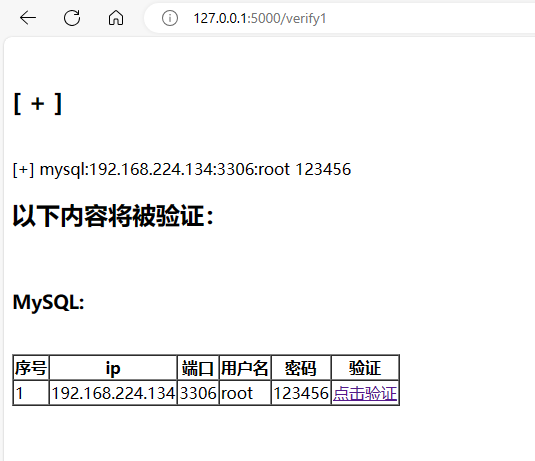 127.0.0.1:5000/verify1
[ + ]
[+] mysql:192.168.224.134:3306:root 123456
以下内容将被验证：
MySQL:
序号 ip 端口 用户名 密码 验证
1 192.168.224.134 3306 root 123456 点击验证